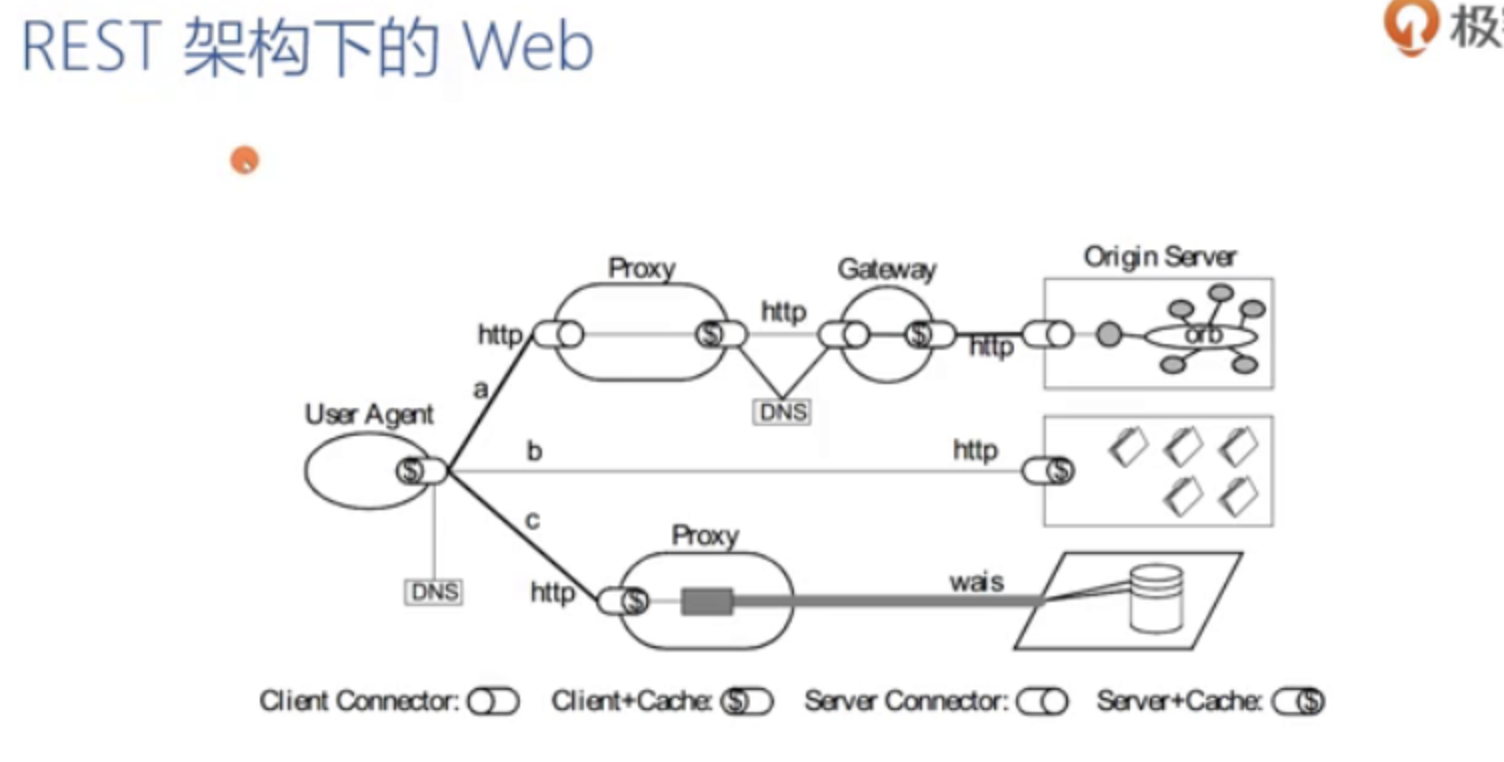 REST 架构下的 Web
极
Proxy
Gateway
Origin Server
http
http
http
orb
a
DNS
User Agent
b
http
c
Proxy
DNS
http
wais
Client Connector:
Client+Cache: $
Server Connector:
Server+Cache: $